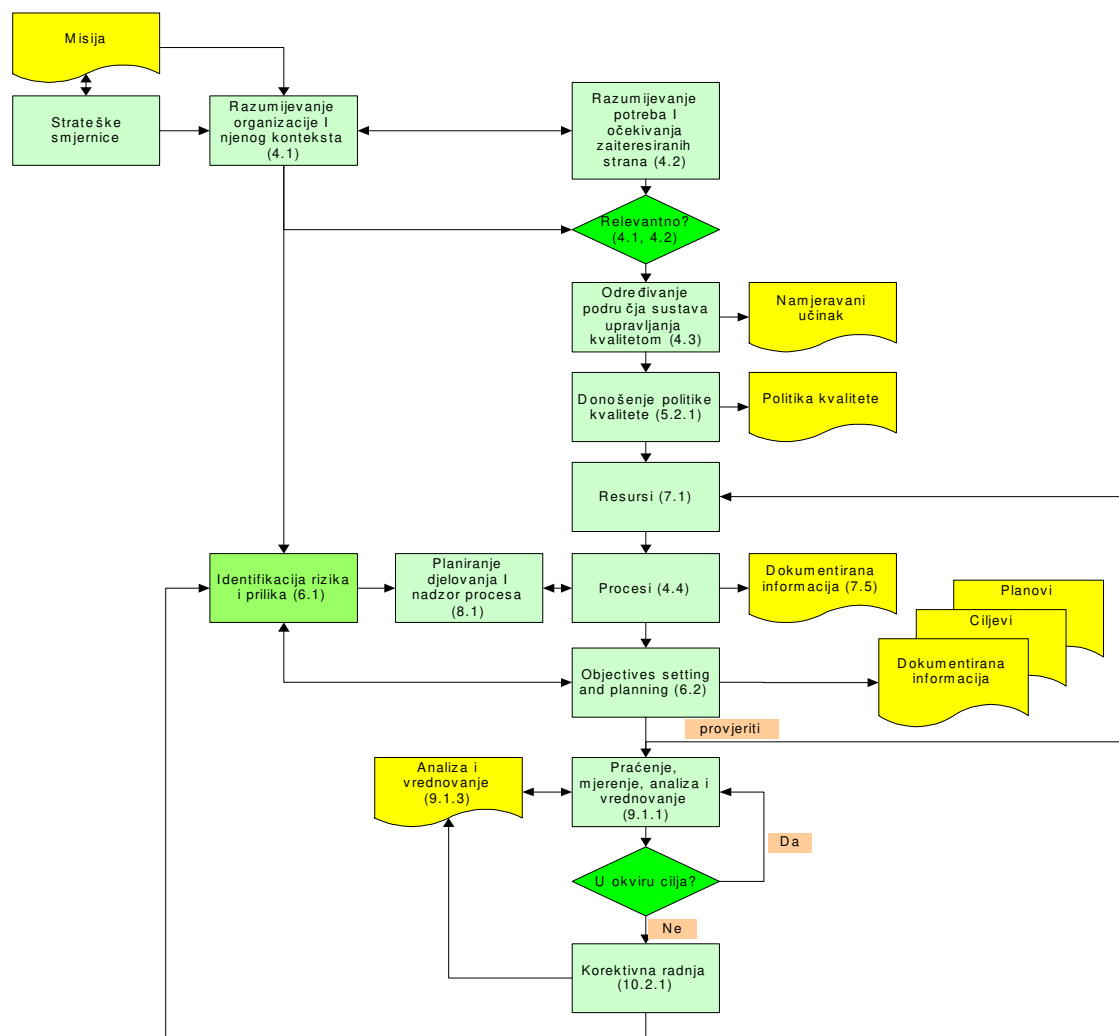 Misija
Strateške
smjernice
Razumijevanje
organizacije I
njenog konteksta
(4.1)
Razumijevanje
potreba I
očekivanja
zaiteresiranih
strana (4.2)
Relevantno?
(4.1, 4.2)
Određivanje
područja sustava
upravljanja
kvalitetom (4.3)
Namjeravani
učinak
Donošenje politike
kvalitete (5.2.1)
Politika kvalitete
Resursi (7.1)
Identifikacija rizika
i prilika (6.1)
Planiranje
djelovanja I
nadzor procesa
(8.1)
Procesi (4.4)
Dokumentirana
informacija (7.5)
Planovi
Ciljevi
Dokumentirana
informacija
Objectives setting
and planning (6.2)
provjeriti
Analiza i
vrednovanje
(9.1.3)
Praćenje,
mjerenje, analiza i
vrednovanje
(9.1.1)
Da
U okviru cilja?
Ne
Korektivna radnja
(10.2.1)